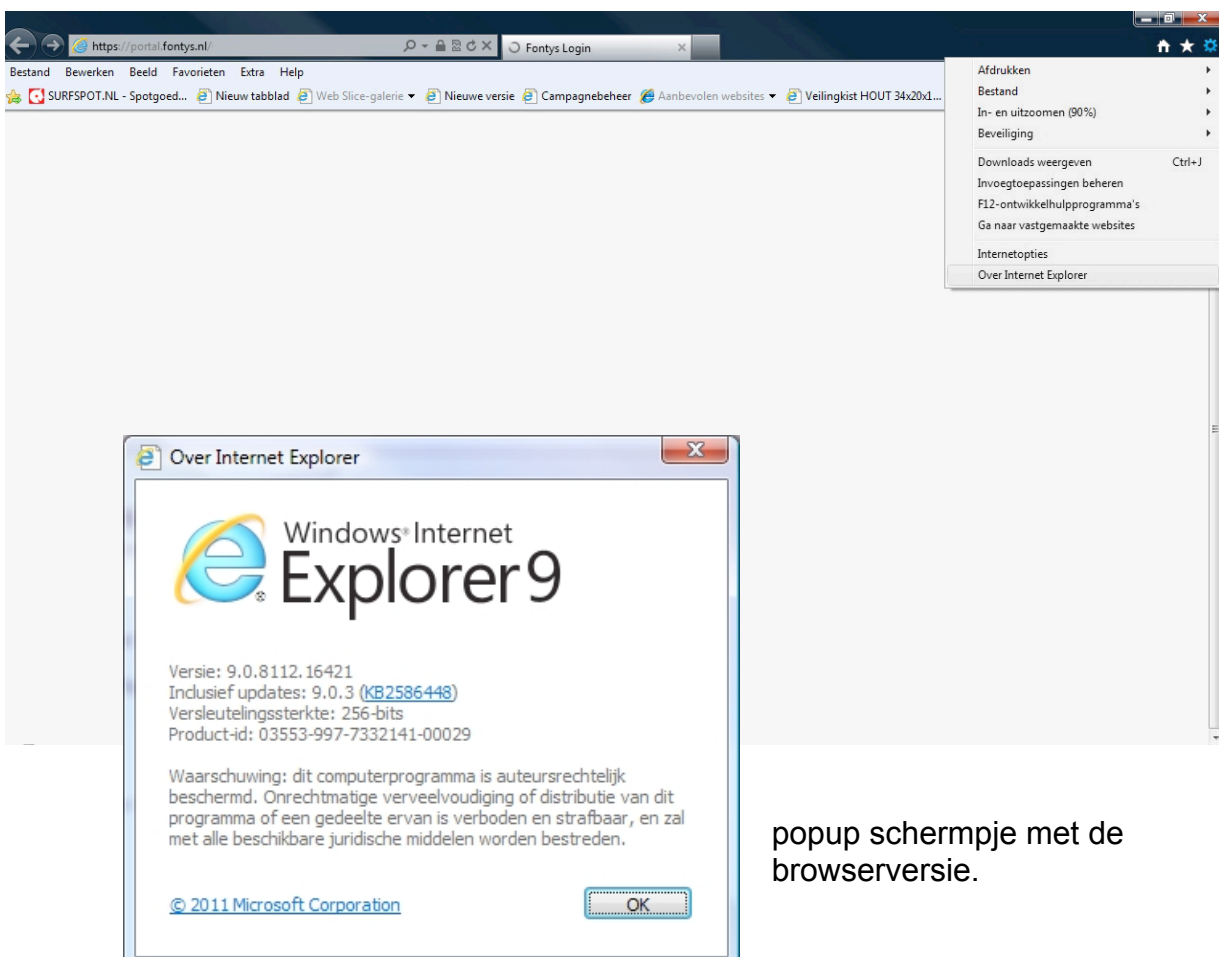 https://portal.fontys.nl/
Fontys Login
Bestand Bewerken Beeld Favorieten Extra Help
SURFSPOT.NL - Spotgoed... Nieuw tabblad Web Slice-galerie Nieuwe versie Campagnebeheer Aanbevolen websites Veilingkist HOUT 34x20x1...
Afdrukken
Bestand
In- en uitzoomen (90%)
Beveiliging
Downloads weergeven Ctrl+J
Invoegtoepassingen beheren
F12-ontwikkelhulpprogramma's
Ga naar vastgemaakte websites
Internetopties
Over Internet Explorer
Over Internet Explorer
Windows® Internet
Explorer 9
Versie: 9.0.8112.16421
Inclusief updates: 9.0.3 (KB2586448)
Versleutelingssterkte: 256-bits
Product-id: 03553-997-7332141-00029
Waarschuwing: dit computerprogramma is auteursrechtelijk
beschermd. Onrechtmatige verveelvoudiging of distributie van dit
programma of een gedeelte ervan is verboden en strafbaar, en zal
met alle beschikbare juridische middelen worden bestreden.
© 2011 Microsoft Corporation
OK
popup schermpje met de
browserversie.